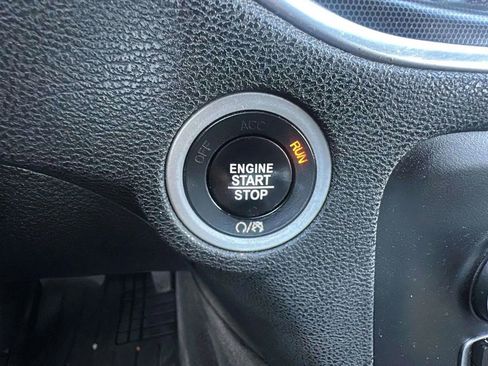 OFF ACC RUN
ENGINE
START
STOP